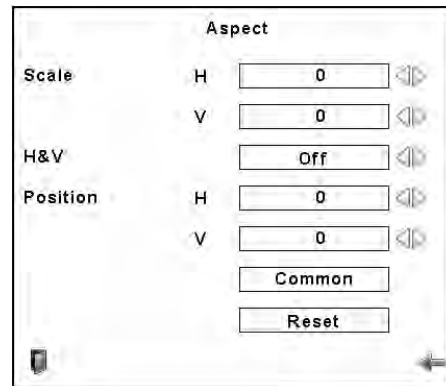 Aspect
Scale H 0
V 0
H&V Off
Position H 0
V 0
Common
Reset